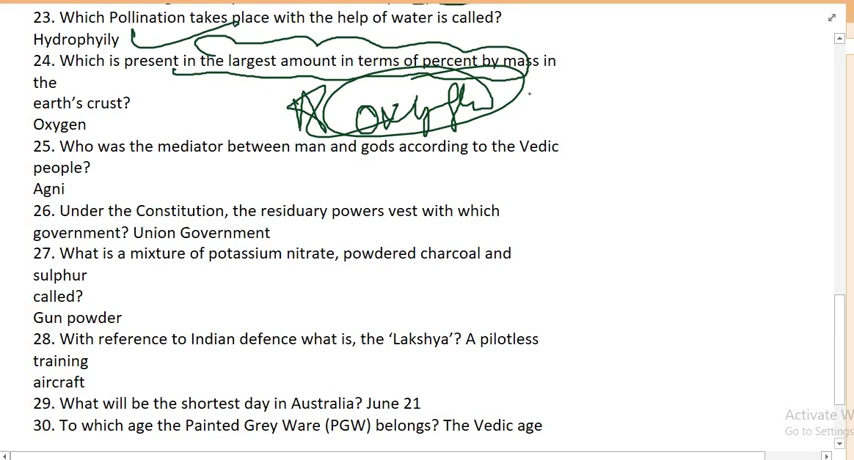 23. Which Pollination takes place with the help of water is called?
Hydrophyily
24. Which is present in the largest amount in terms of percent by mass in
the
earth's crust?
oxygen
Oxygen
25. Who was the mediator between man and gods according to the Vedic
people?
Agni
26. Under the Constitution, the residuary powers vest with which
government? Union Government
27. What is a mixture of potassium nitrate, powdered charcoal and
sulphur
called?
Gun powder
28. With reference to Indian defence what is, the ‘Lakshya’? A pilotless
training
aircraft
29. What will be the shortest day in Australia? June 21
Activate W
30. To which age the Painted Grey Ware (PGW) belongs? The Vedic age
Go to Settings